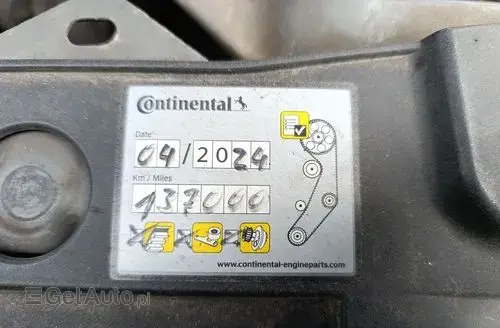 Continental
Date
04/2024
Km / Miles
137000
www.continental-engineparts.com
GetAuto.pl